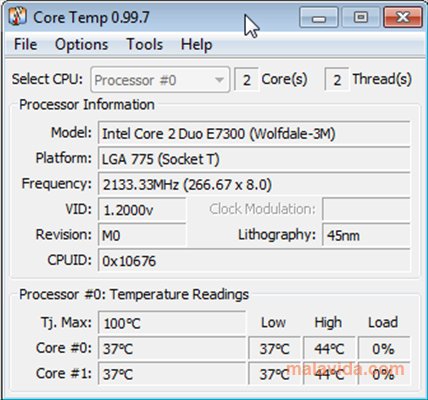 Core Temp 0.99.7
File Options Tools Help
Select CPU: Processor #0 2 Core(s) 2 Thread(s)
Processor Information
Model: Intel Core 2 Duo E7300 (Wolfdale-3M)
Platform: LGA 775 (Socket T)
Frequency: 2133.33MHz (266.67 x 8.0)
VID: 1.2000v Clock Modulation:
Revision: M0 Lithography: 45nm
CPUID: 0x10676
Processor #0: Temperature Readings
Tj. Max: 100°C Low High Load
Core #0: 37°C 37°C 44°C 0%
Core #1: 37°C 37°C 44°C 0%
malavida.com